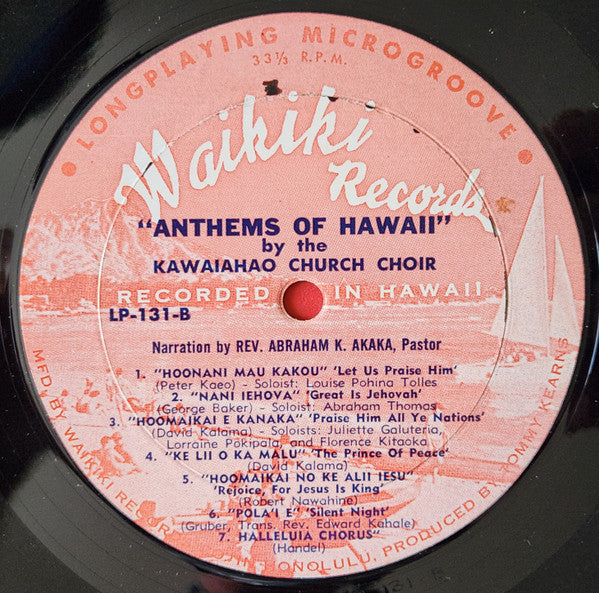 • LONGPLAYING MICROGROOVE •
33⅓ R.P.M.
Waikiki
Records
"ANTHEMS OF HAWAII"
by the
KAWAIAHAO CHURCH CHOIR
RECORDED IN HAWAII
LP-131-B
Narration by REV. ABRAHAM K. AKAKA, Pastor
1. "HOONANI MAU KAKOU" 'Let Us Praise Him'
(Peter Kaeo) - Soloist: Louise Pohina Tolles
2. "NANI IEHOVA" 'Great Is Jehovah'
(George Baker) - Soloist: Abraham Thomas
3. "HOOMAIKAI E KANAKA" 'Praise Him All Ye Nations'
(David Kalama) - Soloists: Juliette Galuteria,
Lorraine Pokipala, and Florence Kitaoka
4. "KE LII O KA MALU" 'The Prince Of Peace'
(David Kalama)
5. "HOOMAIKAI NO KE ALII IESU"
'Rejoice, For Jesus Is King'
(Robert Nawahine)
6. "POLA'I E" 'Silent Night'
(Gruber, Trans. Rev. Edward Kahale)
7. HALLELUIA CHORUS"
(Handel)
MFD. BY WAIKIKI RECORD HONOLULU, PRODUCED BY TOMMY KEARNS
131 B